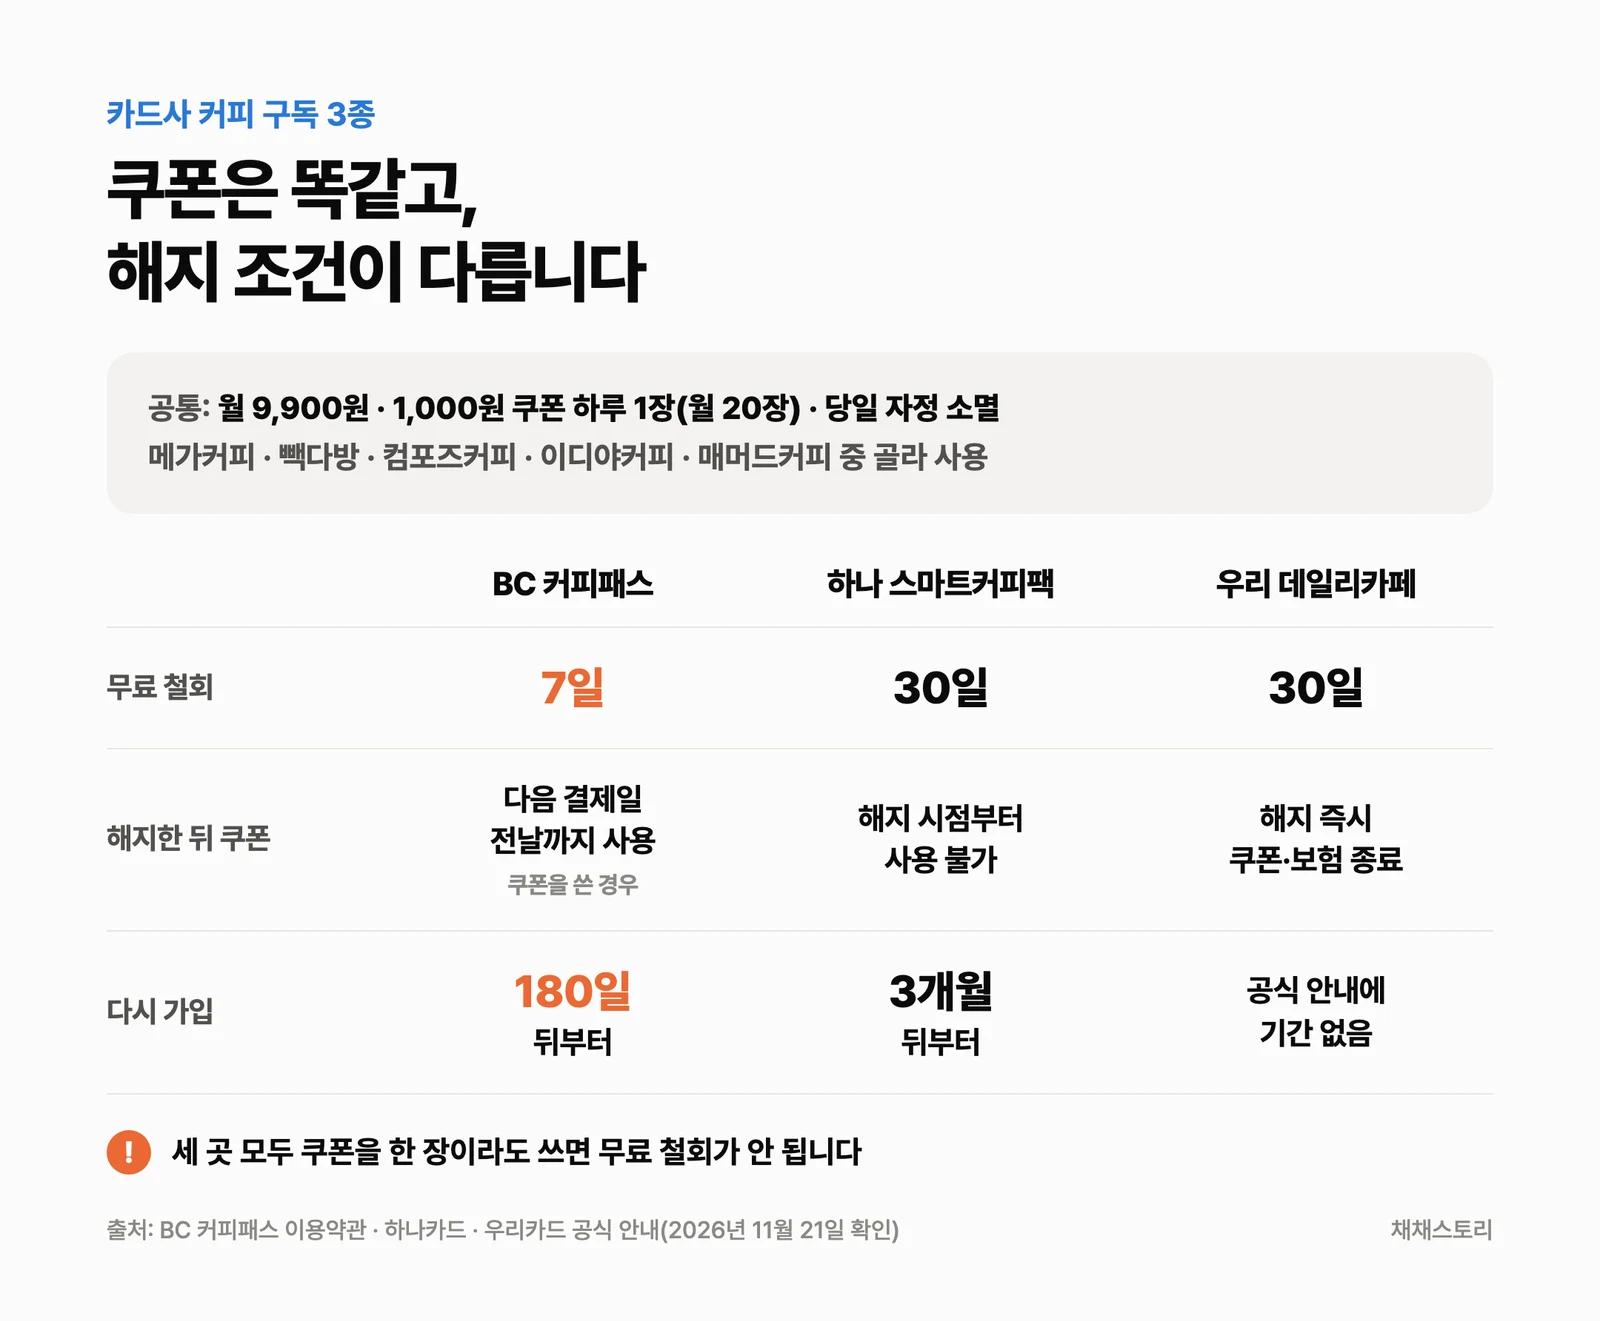 카드사 커피 구독 3종
쿠폰은 똑같고,
해지 조건이 다릅니다
공통: 월 9,900원 · 1,000원 쿠폰 하루 1장(월 20장) · 당일 자정 소멸
메가커피 · 빽다방 · 컴포즈커피 · 이디야커피 · 매머드커피 중 골라 사용
BC 커피패스 하나 스마트커피팩 우리 데일리카페
무료 철회 7일 30일 30일
해지한 뒤 쿠폰
다음 결제일
전날까지 사용
쿠폰을 쓴 경우
해지 시점부터
사용 불가
해지 즉시
쿠폰·보험 종료
다시 가입
180일
뒤부터
3개월
뒤부터
공식 안내에
기간 없음
! 세 곳 모두 쿠폰을 한 장이라도 쓰면 무료 철회가 안 됩니다
출처: BC 커피패스 이용약관 · 하나카드 · 우리카드 공식 안내(2026년 11월 21일 확인) 채채스토리